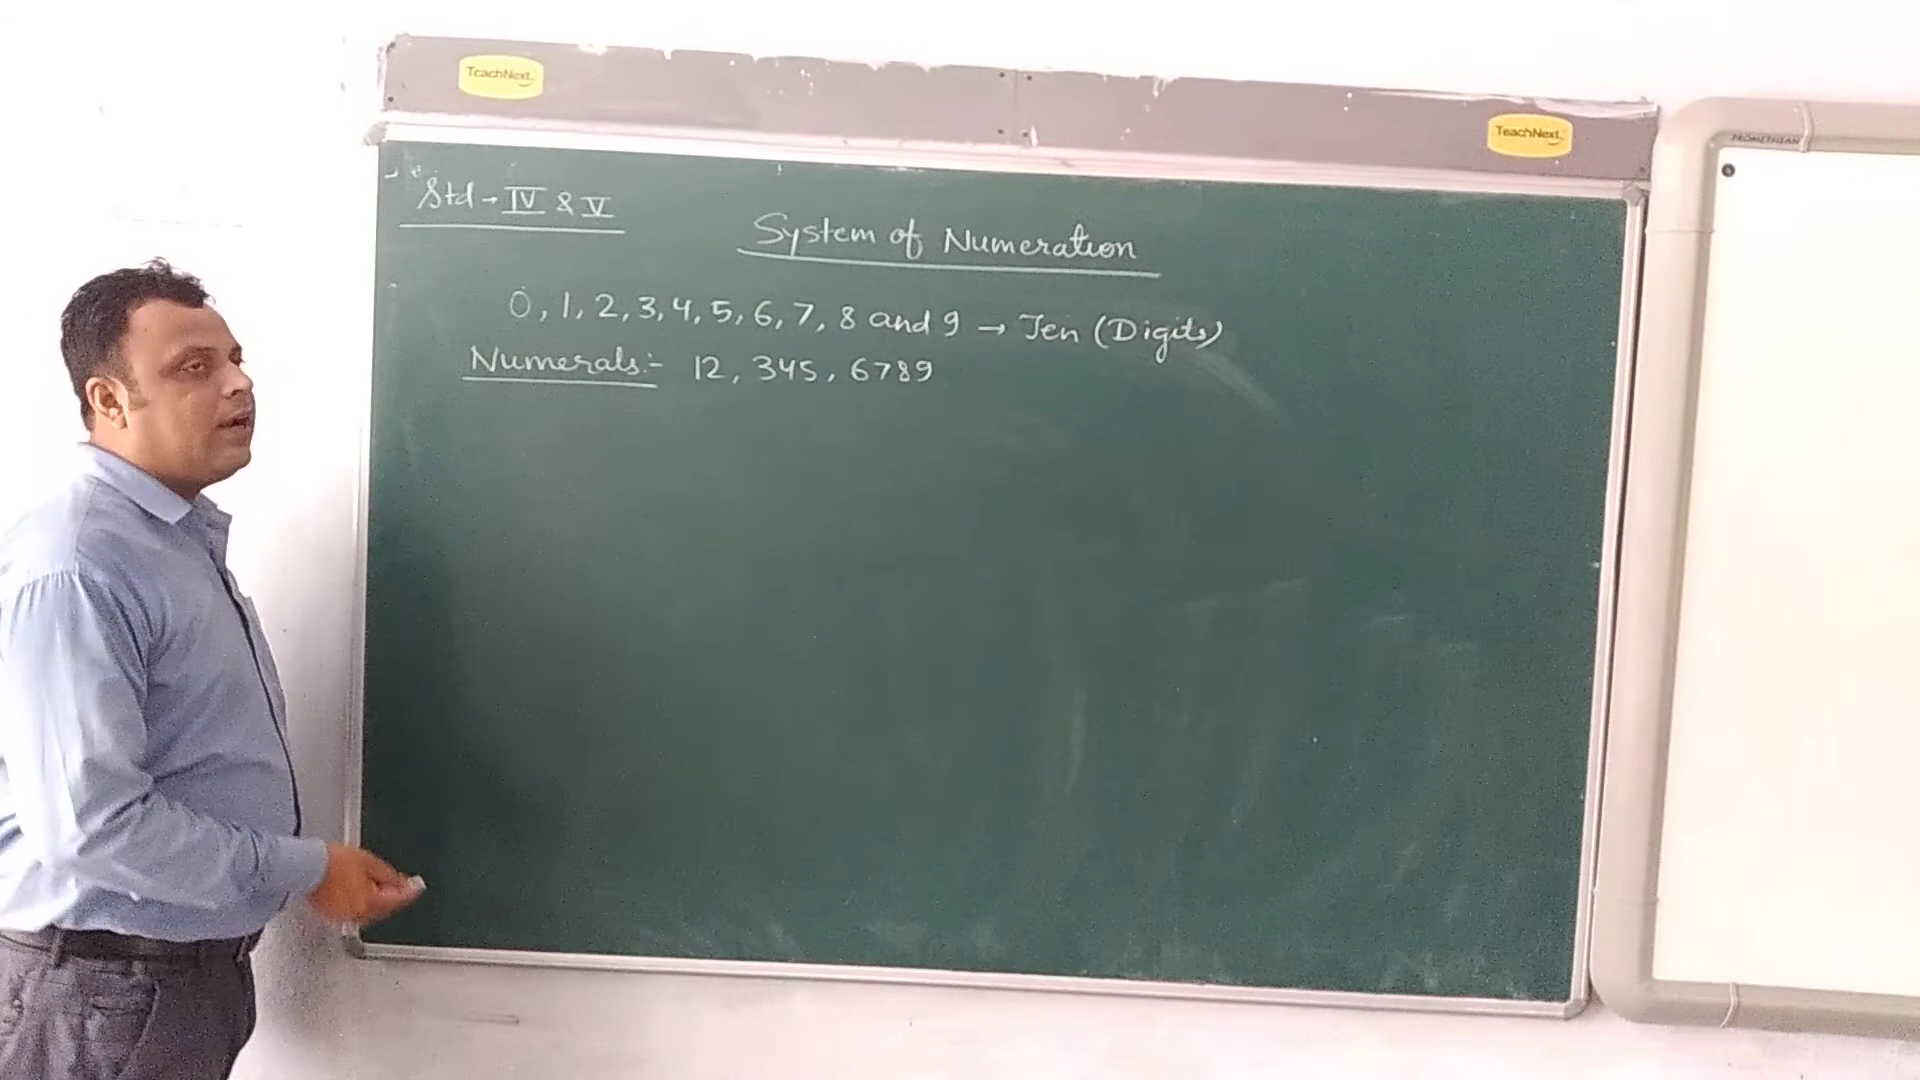 TeachNext
TeachNext
PROMETHEAN
Std → IV & V
System of Numeration
0, 1, 2, 3, 4, 5, 6, 7, 8 and 9 → Ten (Digits)
Numerals:- 12, 345, 6789